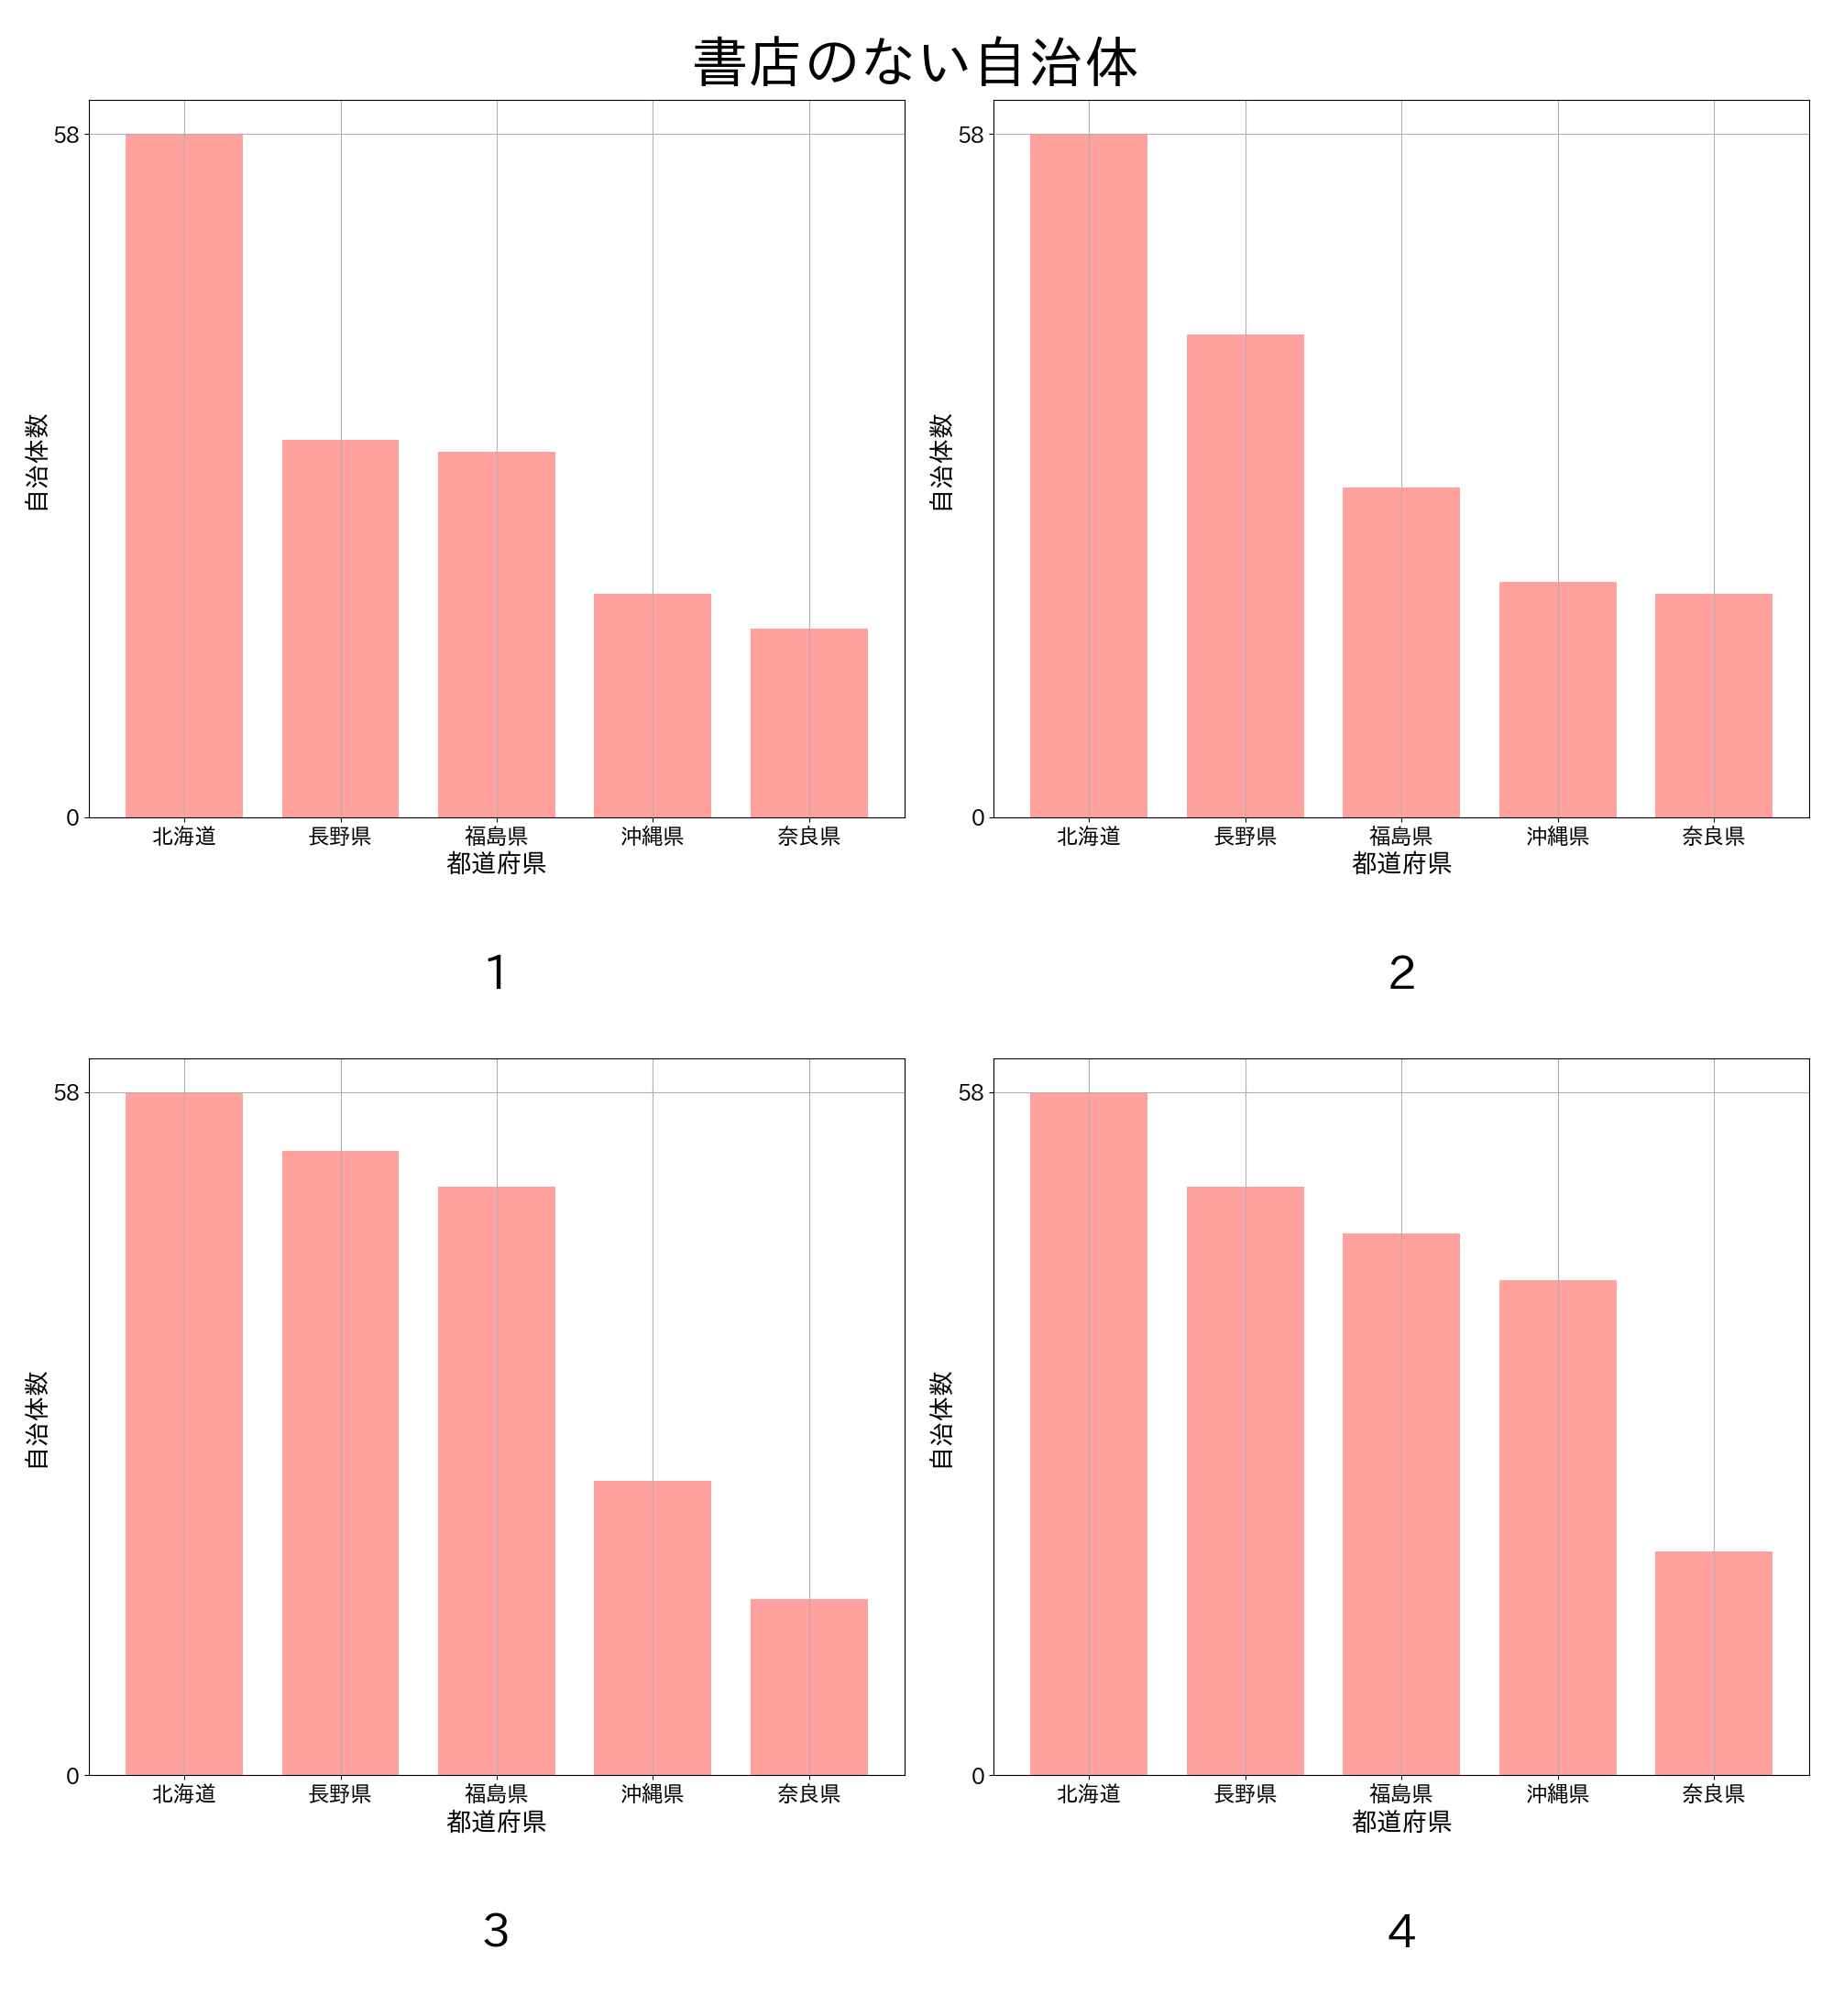 書店のない自治体
58
0
自治体数
北海道 長野県 福島県 沖縄県 奈良県
都道府県
1
58
0
自治体数
北海道 長野県 福島県 沖縄県 奈良県
都道府県
2
58
0
自治体数
北海道 長野県 福島県 沖縄県 奈良県
都道府県
3
58
0
自治体数
北海道 長野県 福島県 沖縄県 奈良県
都道府県
4